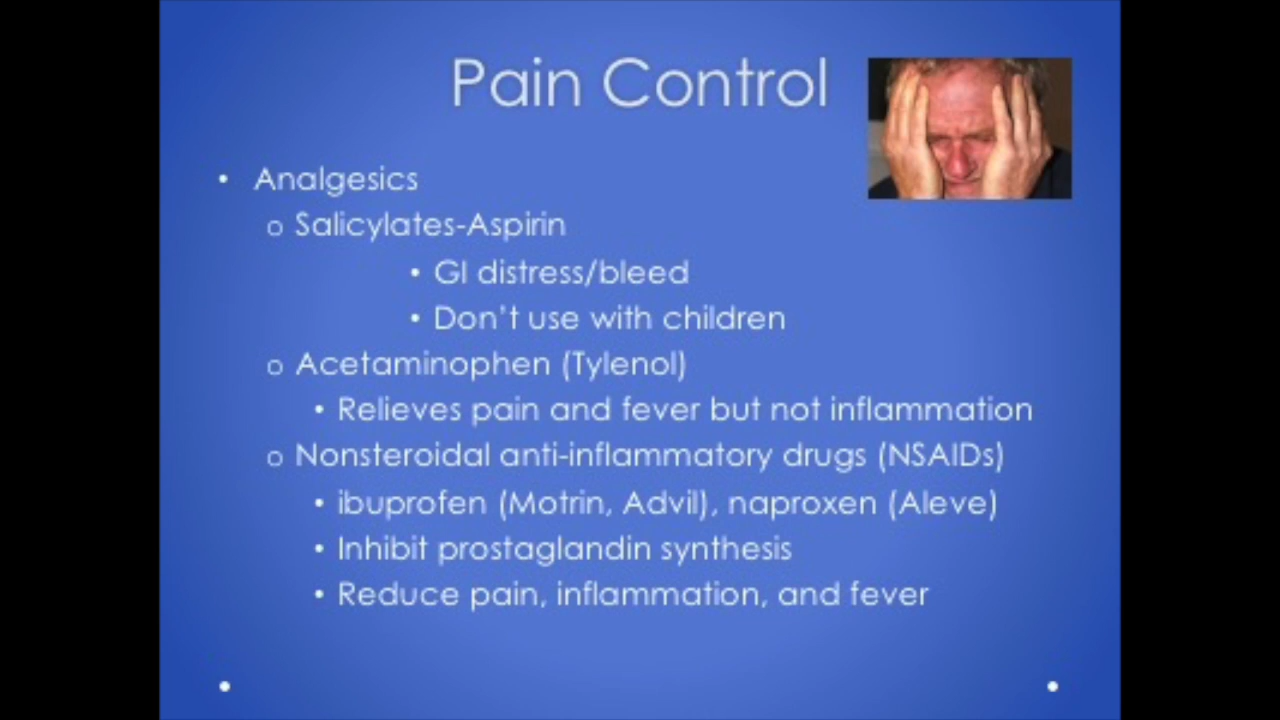 Pain Control
• Analgesics
o Salicylates-Aspirin
• GI distress/bleed
• Don't use with children
o Acetaminophen (Tylenol)
• Relieves pain and fever but not inflammation
o Nonsteroidal anti-inflammatory drugs (NSAIDs)
• ibuprofen (Motrin, Advil), naproxen (Aleve)
• Inhibit prostaglandin synthesis
• Reduce pain, inflammation, and fever